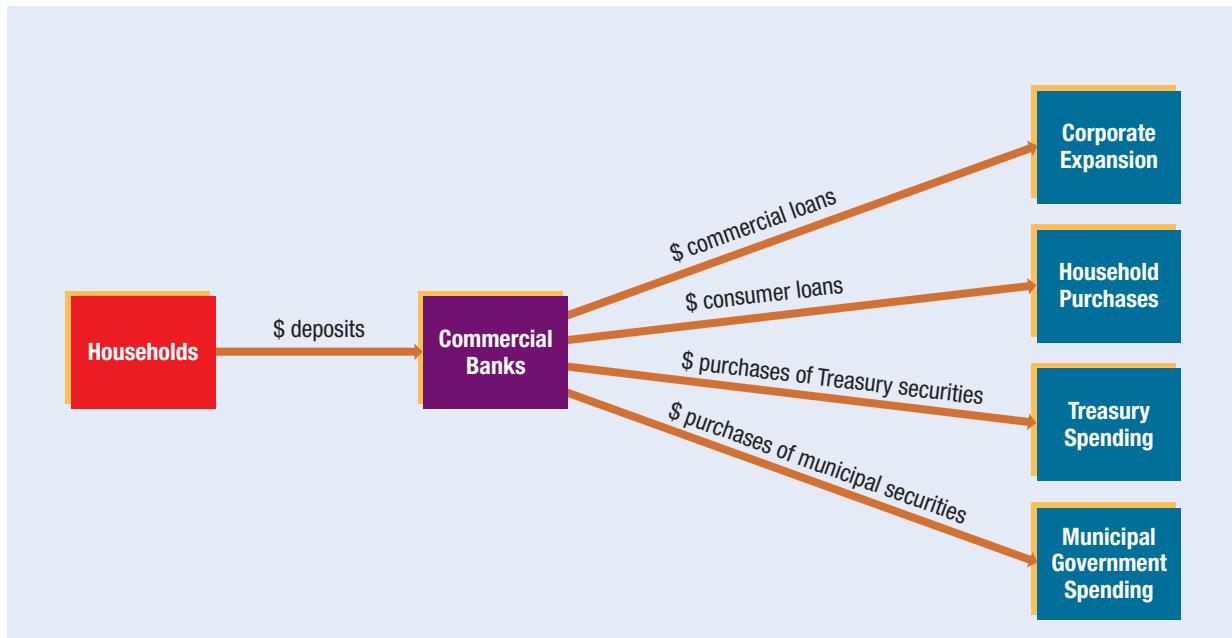 Households
$ deposits
Commercial
Banks
$ commercial loans
$ consumer loans
$ purchases of Treasury securities
$ purchases of municipal securities
Corporate
Expansion
Household
Purchases
Treasury
Spending
Municipal
Government
Spending